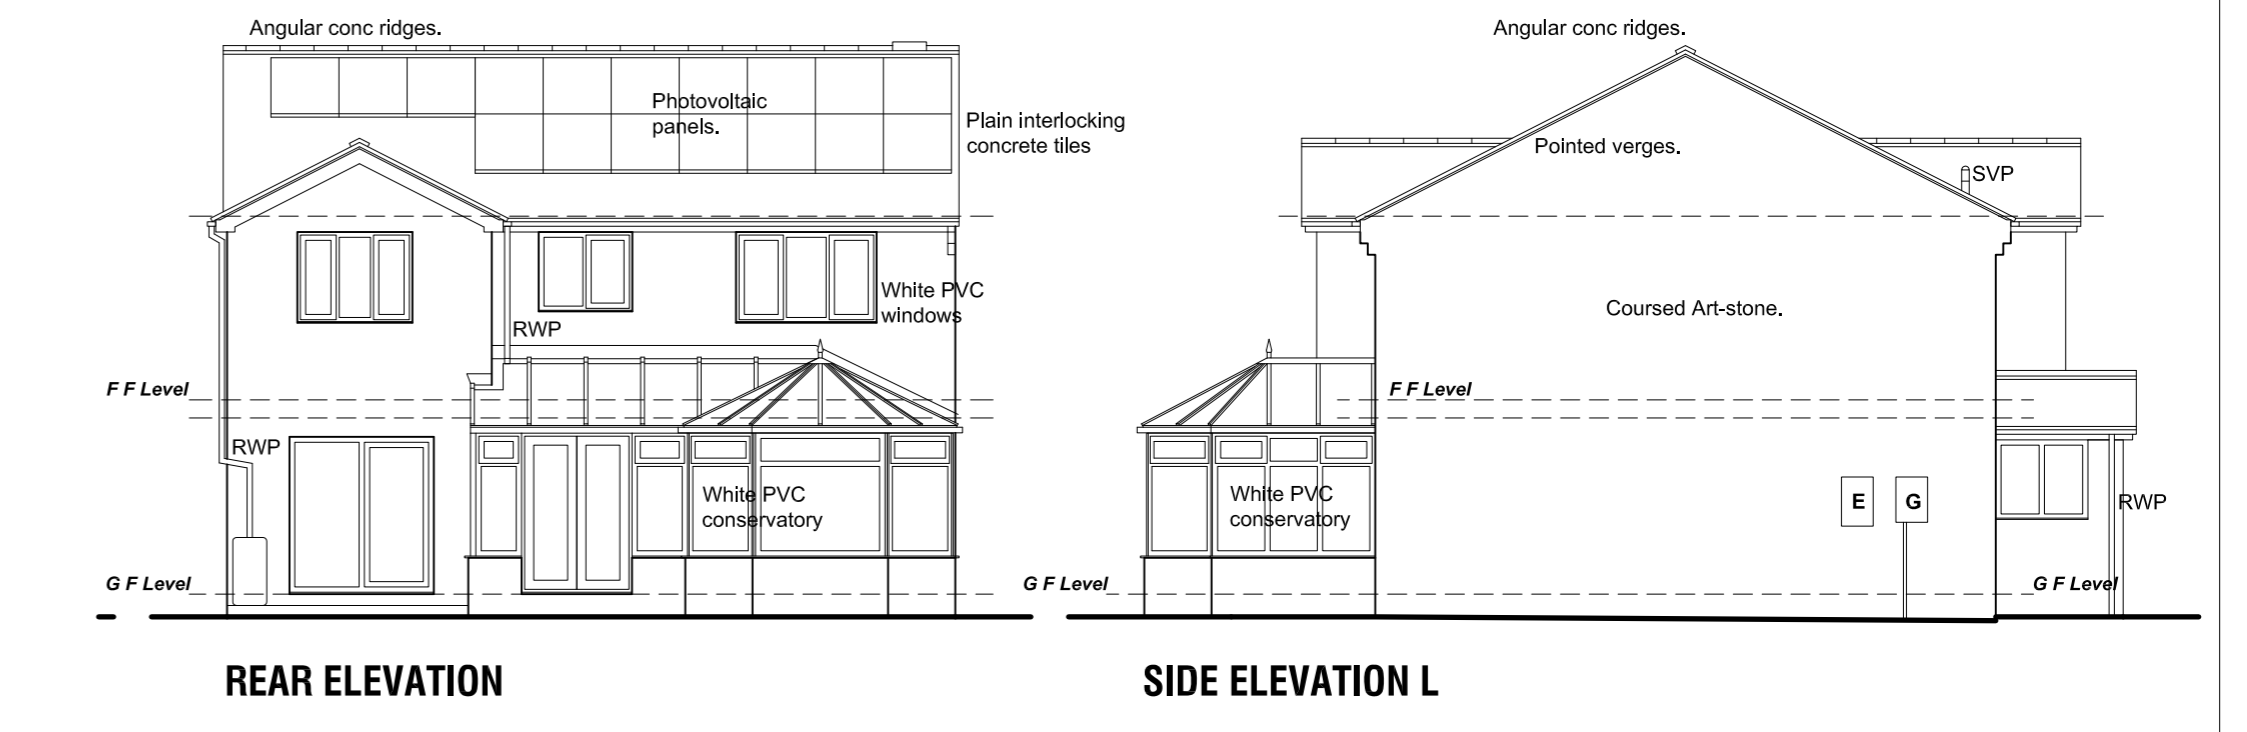 Angular conc ridges.
Photovoltaic
panels.
Plain interlocking
concrete tiles
White PVC
windows
RWP
F F Level
RWP
White PVC
conservatory
G F Level
REAR ELEVATION
Angular conc ridges.
Pointed verges.
SVP
Coursed Art-stone.
F F Level
White PVC
conservatory
E
G
RWP
G F Level
G F Level
SIDE ELEVATION L